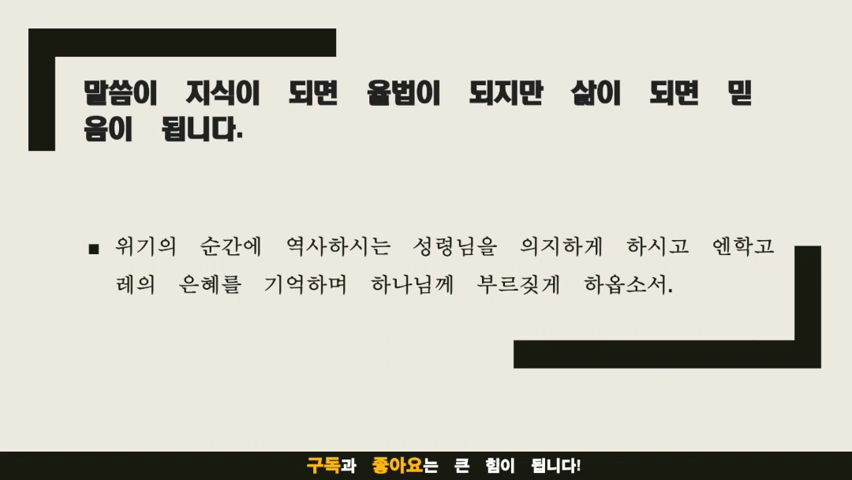 말씀이 지식이 되면 율법이 되지만 삶이 되면 믿
음이 됩니다.
■ 위기의 순간에 역사하시는 성령님을 의지하게 하시고 엔학고
레의 은혜를 기억하며 하나님께 부르짖게 하옵소서.
구독과 좋아요는 큰 힘이 됩니다!